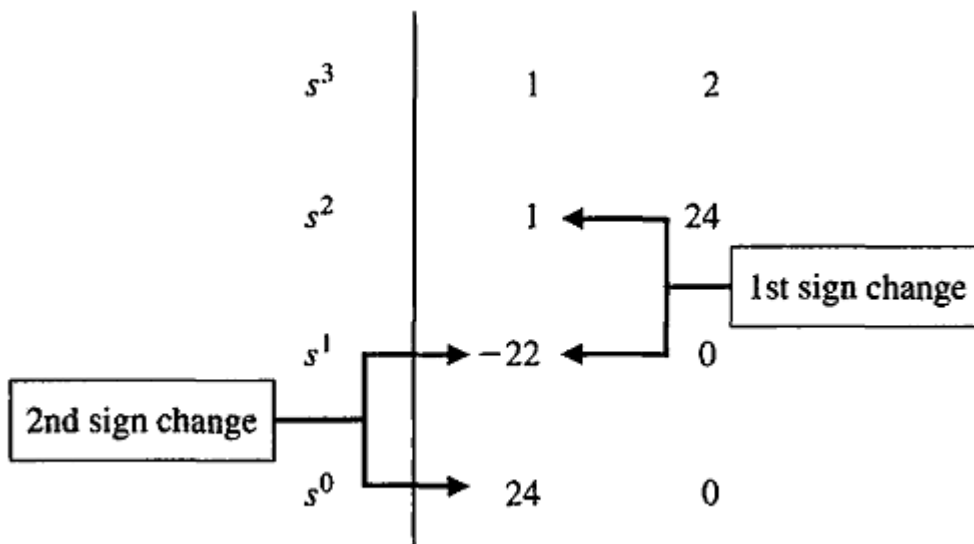 s³ 1 2
s² 1 24
1st sign change
s¹ −22 0
2nd sign change
s⁰ 24 0